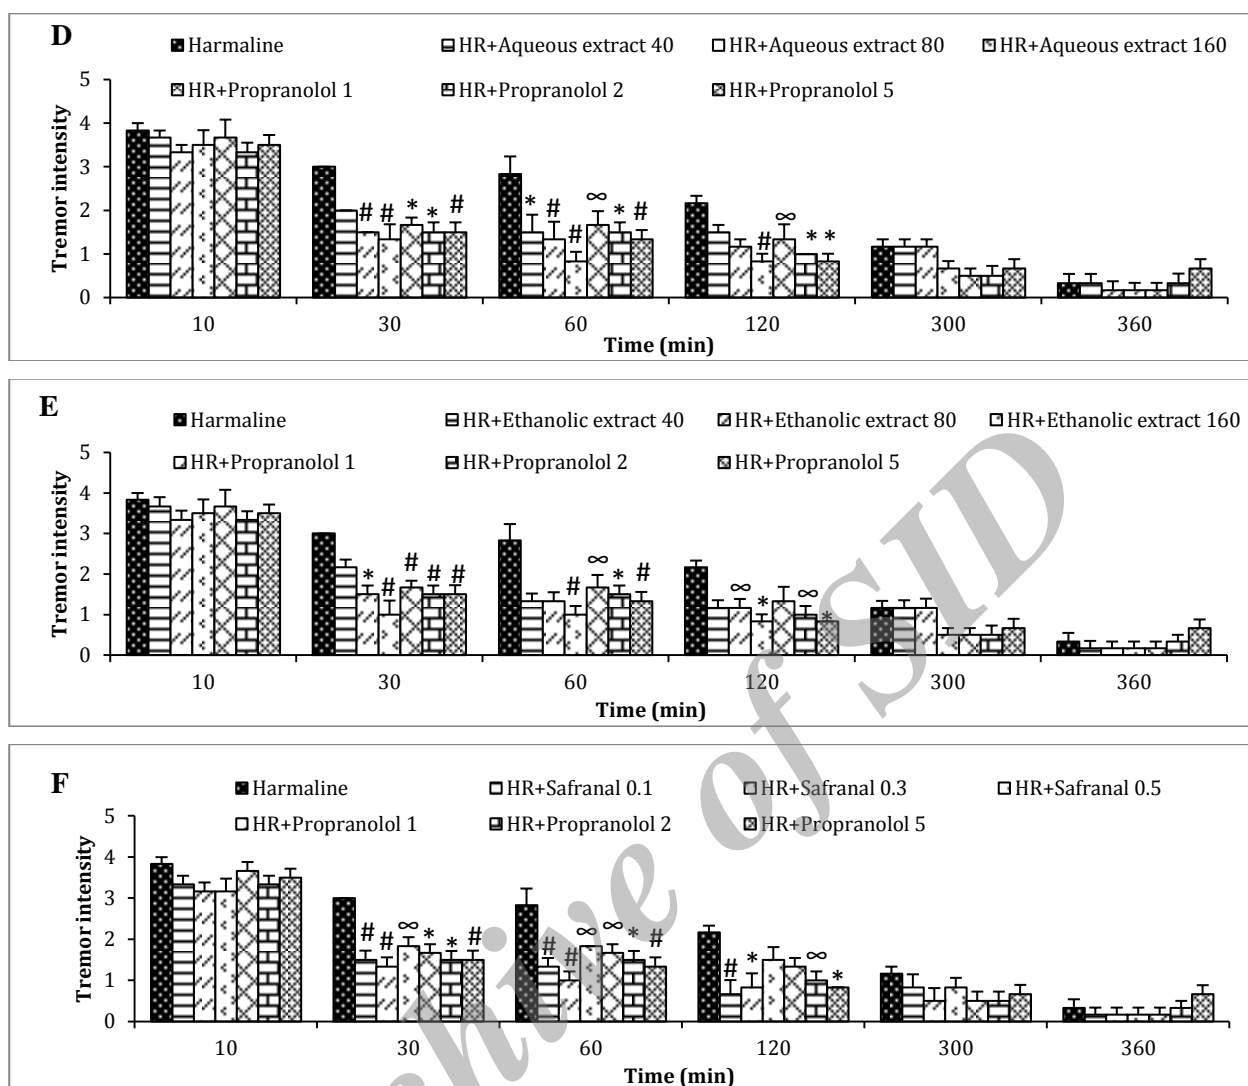 D
Harmaline HR+Aqueous extract 40 HR+Aqueous extract 80 HR+Aqueous extract 160
HR+Propranolol 1 HR+Propranolol 2 HR+Propranolol 5
Tremor intensity
5
4
3
2
1
0
# # * * #
* # # ∞ * #
# ∞ * *
10 30 60 120 300 360
Time (min)
E
Harmaline HR+Ethanolic extract 40 HR+Ethanolic extract 80 HR+Ethanolic extract 160
HR+Propranolol 1 HR+Propranolol 2 HR+Propranolol 5
Tremor intensity
5
4
3
2
1
0
* # # # #
# ∞ * #
∞ * ∞ *
10 30 60 120 300 360
Time (min)
F
Harmaline HR+Safranal 0.1 HR+Safranal 0.3 HR+Safranal 0.5
HR+Propranolol 1 HR+Propranolol 2 HR+Propranolol 5
Tremor intensity
5
4
3
2
1
0
# # ∞ * * #
# # ∞ ∞ * #
# * ∞ *
10 30 60 120 300 360
Time (min)
hive of SID